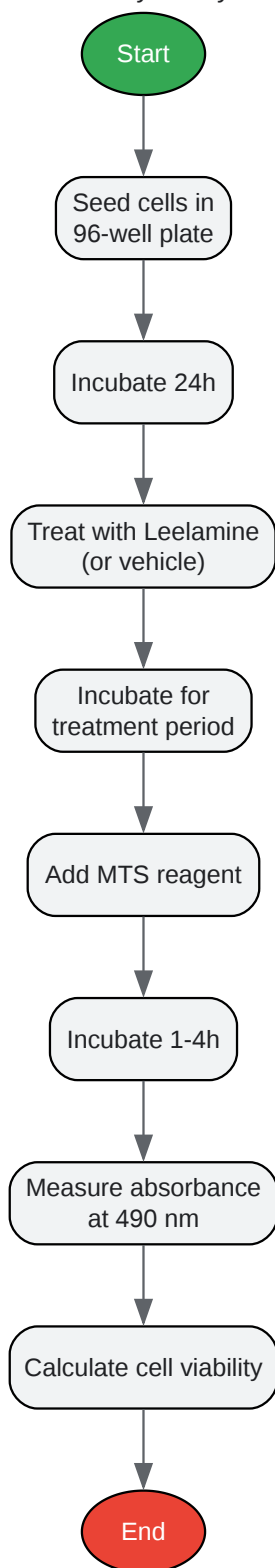 Start
Seed cells in
96-well plate
Incubate 24h
Treat with Leelamine
(or vehicle)
Incubate for
treatment period
Add MTS reagent
Incubate 1-4h
Measure absorbance
at 490 nm
Calculate cell viability
End